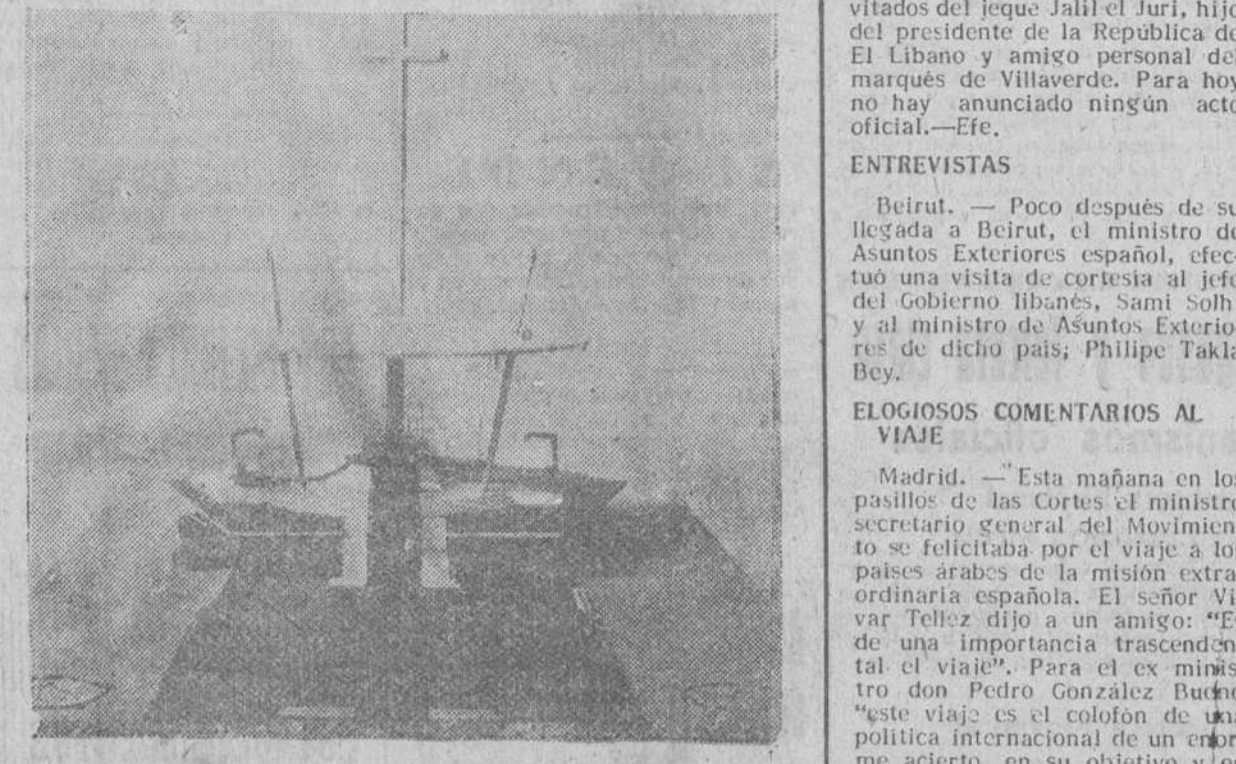 vitados del jeque Jalil el Juri, hijo
del presidente de la República de
El Líbano y amigo personal del
marqués de Villaverde. Para hoy
no hay anunciado ningún acto
oficial.—Efe.
ENTREVISTAS
Beirut. — Poco después de su
llegada a Beirut, el ministro de
Asuntos Exteriores español, efec-
tuó una visita de cortesía al jefe
del Gobierno libanés, Sami Solh
y al ministro de Asuntos Exterio-
res de dicho país; Philipe Takla
Bey.
ELOGIOSOS COMENTARIOS AL
VIAJE
Madrid. — Esta mañana en los
pasillos de las Cortes el ministro
secretario general del Movimien
to se felicitaba por el viaje a los
países árabes de la misión extra
ordinaria española. El señor Vi
var Tellez dijo a un amigo: "Es
de una importancia trascenden
tal el viaje". Para el ex minis
tro don Pedro González Bueno
"este viaje es el colofón de una
política internacional de un enor
me acierto en su objetivo y